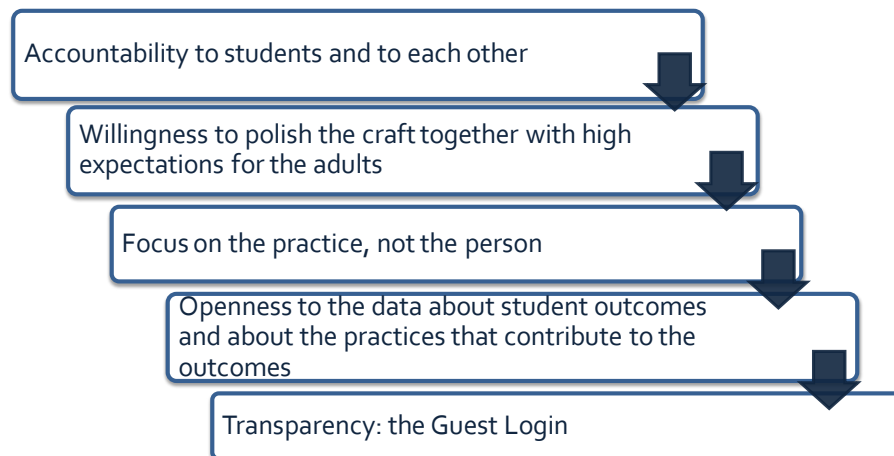 Accountability to students and to each other
Willingness to polish the craft together with high
expectations for the adults
Focus on the practice, not the person
Openness to the data about student outcomes
and about the practices that contribute to the
outcomes
Transparency: the Guest Login